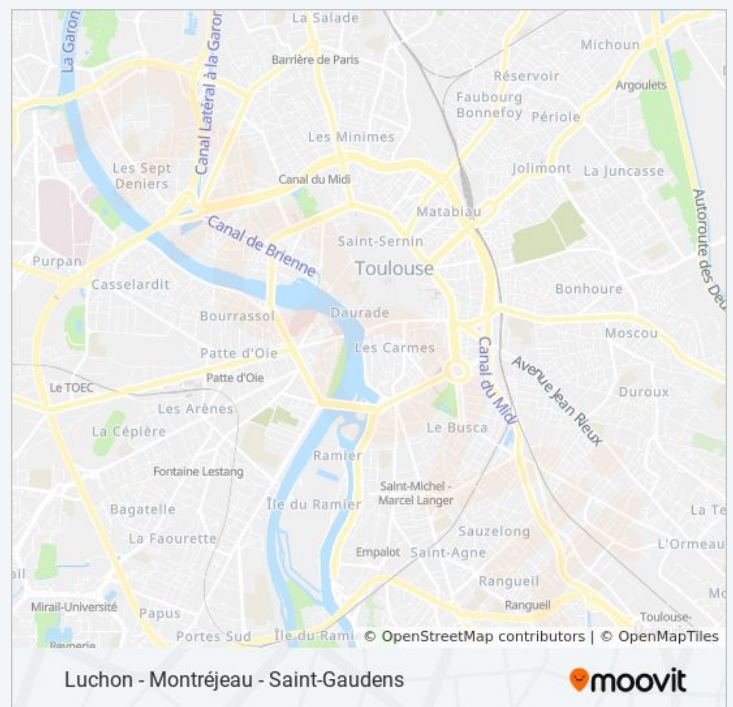 La Garon
Canal Latéral à la Garon
La Salade
Barrière de Paris
Michoun
Réservoir
Argoulets
Faubourg
Bonnefoy
Périole
Les Minimes
Les Sept
Deniers
Canal du Midi
Jolimont
La Juncasse
Matabiau
Autoroute des Deu
Canal de Brienne
Saint-Sernin
Purpan
Toulouse
Casselardit
Bonhoure
Bourrassol
Daurade
Moscou
Patte d'Oie
Les Carmes
Canal du Midi
Avenue Jean Rieux
Patte d'Oie
Le TOEC
Duroux
Les Arènes
La Cépière
Le Busca
Ramier
Fontaine Lestang
Saint-Michel -
Marcel Langer
Île du Ramier
Bagatelle
La Te
La Faourette
Sauzelong
L'Ormeau
Empalot
Saint-Agne
ail
Rangueil
Mo
Mirail-Université
Papus
Rangueil
Toulouse-
Portes Sud
Île du Rami
Reynerie
© OpenStreetMap contributors | © OpenMapTiles
Luchon - Montréjeau - Saint-Gaudens
moovit